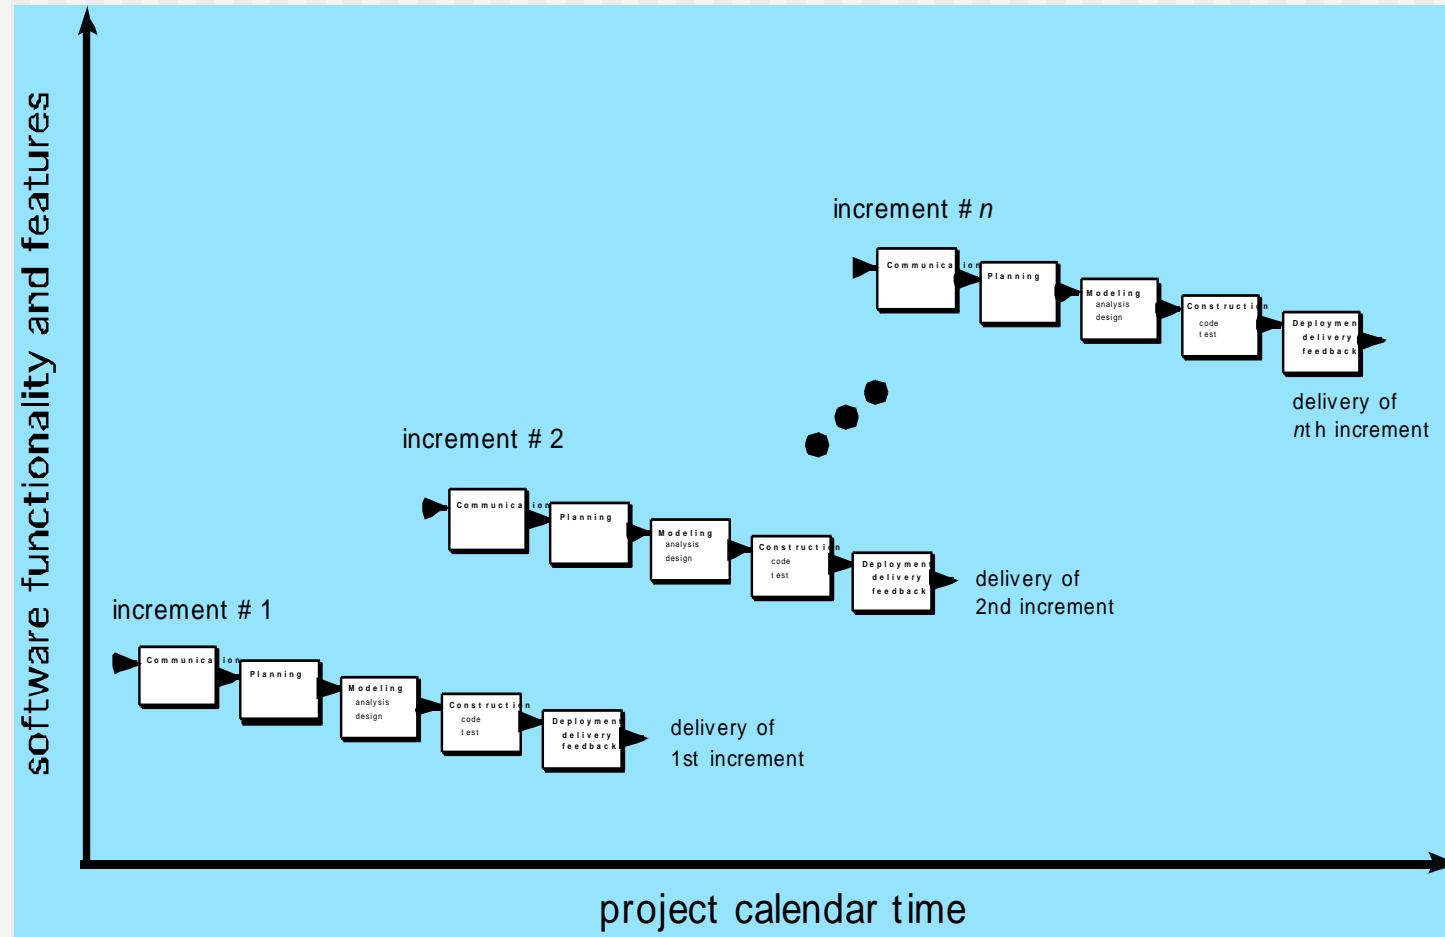 software functionality and features
increment # n
Communication
Planning
Modeling
analysis
design
Construction
code
test
Deployment
delivery
feedback
delivery of
nth increment
increment # 2
Communication
Planning
Modeling
analysis
design
Construction
code
test
Deployment
delivery
feedback
delivery of
2nd increment
increment # 1
Communication
Planning
Modeling
analysis
design
Construction
code
test
Deployment
delivery
feedback
delivery of
1st increment
project calendar time